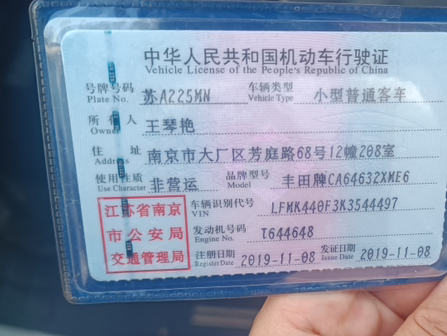 中华人民共和国机动车行驶证
Vehicle License of the People's Republic of China
号牌号码 苏A225MN 车辆类型 小型普通客车
Plate No. Vehicle Type
所有人 王琴艳
Owner
住址 南京市大厂区芳庭路68号12幢208室
Address
使用性质 非营运 品牌型号 丰田牌CA64632XME6
Use Character Model
江苏省南京
市公安局
交通管理局
车辆识别代号 LFMK440F3K3544497
VIN
发动机号码 T644648
Engine No.
注册日期 2019-11-08 发证日期 2019-11-08
Register Date Issue Date